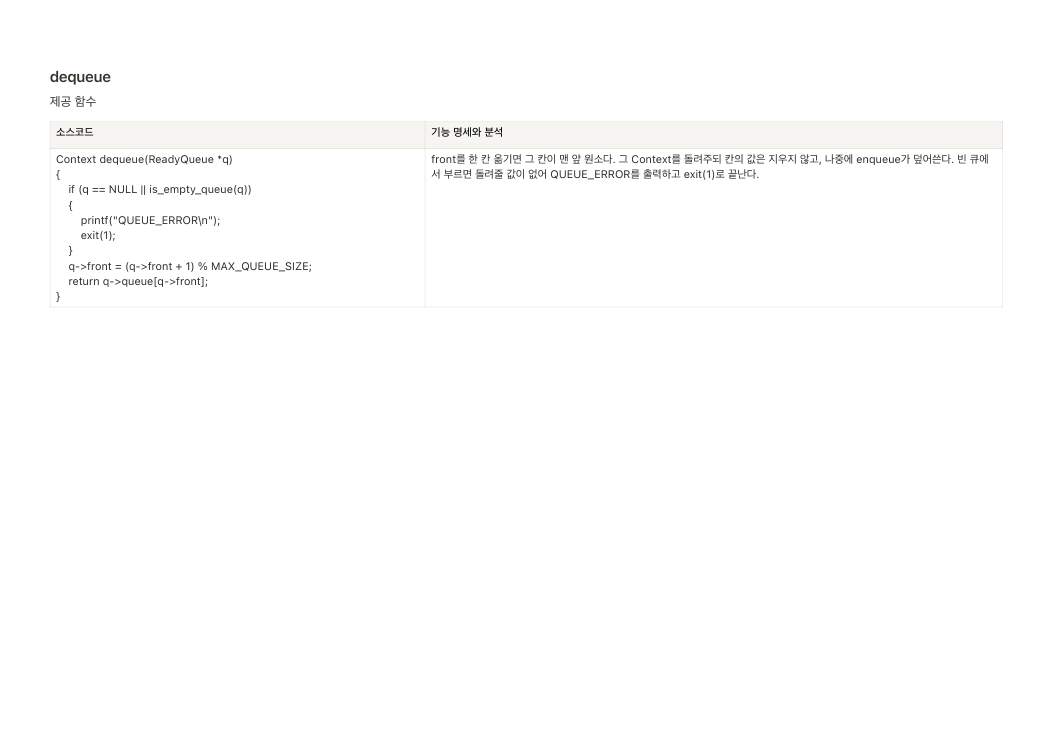 dequeue
제공 함수
소스코드
기능 명세와 분석
Context dequeue(ReadyQueue *q)
{
    if (q == NULL || is_empty_queue(q))
    {
        printf("QUEUE_ERROR\n");
        exit(1);
    }
    q->front = (q->front + 1) % MAX_QUEUE_SIZE;
    return q->queue[q->front];
}
front를 한 칸 옮기면 그 칸이 맨 앞 원소다. 그 Context를 돌려주되 칸의 값은 지우지 않고, 나중에 enqueue가 덮어쓴다. 빈 큐에
서 부르면 돌려줄 값이 없어 QUEUE_ERROR를 출력하고 exit(1)로 끝난다.